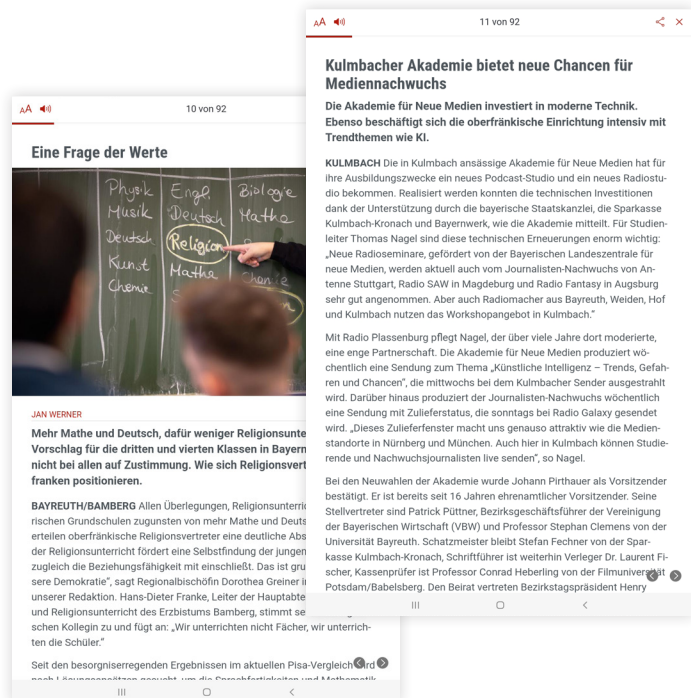 AA
10 von 92
Eine Frage der Werte
Physik Engl. Biologie
Musik Deutsch Mathe
Deutsch Religion
Kunst Mathe Chemie
Chemie
JAN WERNER
Mehr Mathe und Deutsch, dafür weniger Religionsunte
Vorschlag für die dritten und vierten Klassen in Bayern
nicht bei allen auf Zustimmung. Wie sich Religionsvert
franken positionieren.
BAYREUTH/BAMBERG Allen Überlegungen, Religionsunterric
rischen Grundschulen zugunsten von mehr Mathe und Deuts
erteilen oberfränkische Religionsvertreter eine deutliche Abs
der Religionsunterricht fördert eine Selbstfindung der jungen
zugleich die Beziehungsfähigkeit mit einschließt. Das ist gru
sere Demokratie“, sagt Regionalbischöfin Dorothea Greiner i
unserer Redaktion. Hans-Dieter Franke, Leiter der Hauptabte
und Religionsunterricht des Erzbistums Bamberg, stimmt se
schen Kollegin zu und fügt an: „Wir unterrichten nicht Fächer, wir unterrich-
ten die Schüler.“
Seit den besorgniserregenden Ergebnissen im aktuellen Pisa-Vergleich ird
nach Lösungsansätzen gesucht, um die Sprachfertigkeiten und Mathematik
AA
11 von 92
Kulmbacher Akademie bietet neue Chancen für
Mediennachwuchs
Die Akademie für Neue Medien investiert in moderne Technik.
Ebenso beschäftigt sich die oberfränkische Einrichtung intensiv mit
Trendthemen wie KI.
KULMBACH Die in Kulmbach ansässige Akademie für Neue Medien hat für
ihre Ausbildungszwecke ein neues Podcast-Studio und ein neues Radiostu-
dio bekommen. Realisiert werden konnten die technischen Investitionen
dank der Unterstützung durch die bayerische Staatskanzlei, die Sparkasse
Kulmbach-Kronach und Bayernwerk, wie die Akademie mitteilt. Für Studien-
leiter Thomas Nagel sind diese technischen Erneuerungen enorm wichtig:
„Neue Radioseminare, gefördert von der Bayerischen Landeszentrale für
neue Medien, werden aktuell auch vom Journalisten-Nachwuchs von An-
tenne Stuttgart, Radio SAW in Magdeburg und Radio Fantasy in Augsburg
sehr gut angenommen. Aber auch Radiomacher aus Bayreuth, Weiden, Hof
und Kulmbach nutzen das Workshopangebot in Kulmbach.“
Mit Radio Plassenburg pflegt Nagel, der über viele Jahre dort moderierte,
eine enge Partnerschaft. Die Akademie für Neue Medien produziert wö-
chentlich eine Sendung zum Thema „Künstliche Intelligenz – Trends, Gefah-
ren und Chancen“, die mittwochs bei dem Kulmbacher Sender ausgestrahlt
wird. Darüber hinaus produziert der Journalisten-Nachwuchs wöchentlich
eine Sendung mit Zulieferstatus, die sonntags bei Radio Galaxy gesendet
wird. „Dieses Zulieferfenster macht uns genauso attraktiv wie die Medien-
standorte in Nürnberg und München. Auch hier in Kulmbach können Studie-
rende und Nachwuchsjournalisten live senden“, so Nagel.
Bei den Neuwahlen der Akademie wurde Johann Pirthauer als Vorsitzender
bestätigt. Er ist bereits seit 16 Jahren ehrenamtlicher Vorsitzender. Seine
Stellvertreter sind Patrick Püttner, Bezirksgeschäftsführer der Vereinigung
der Bayerischen Wirtschaft (VBW) und Professor Stephan Clemens von der
Universität Bayreuth. Schatzmeister bleibt Stefan Fechner von der Spar-
kasse Kulmbach-Kronach, Schriftführer ist weiterhin Verleger Dr. Laurent Fi-
scher, Kassenprüfer ist Professor Conrad Heberling von der Filmuniversität
Potsdam/Babelsberg. Den Beirat vertreten Bezirkstagspräsident Henry